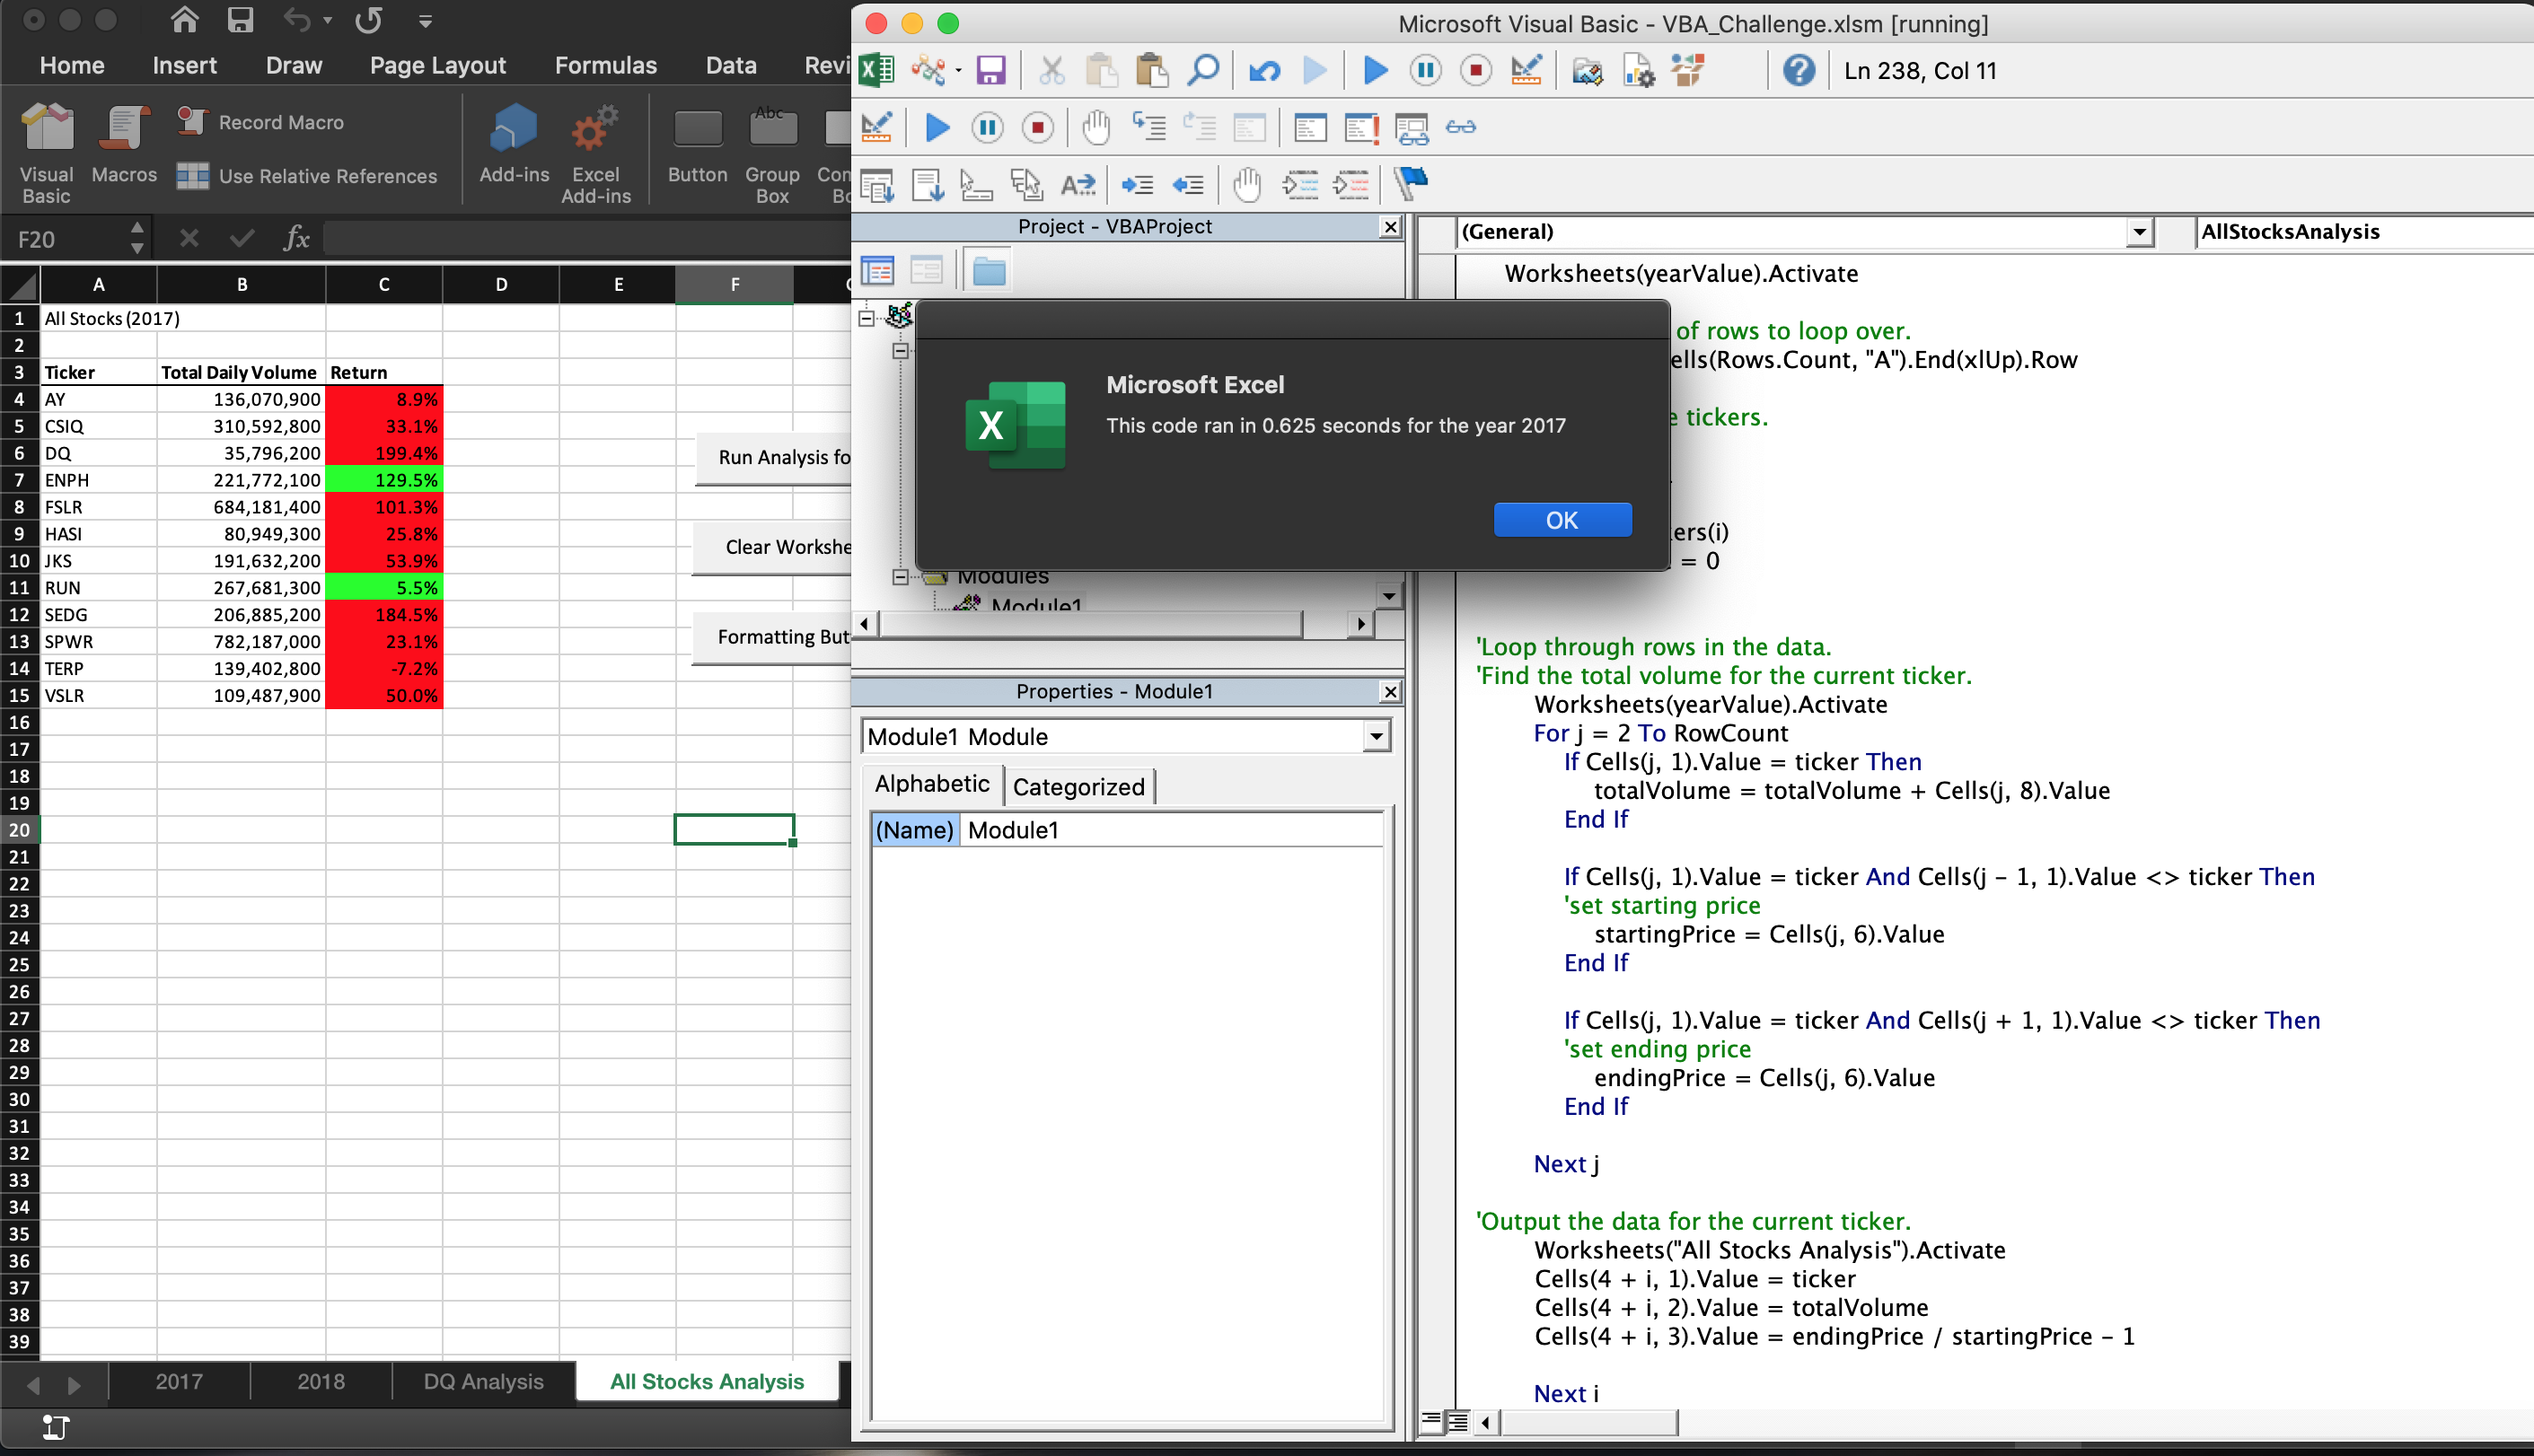 Home Insert Draw Page Layout Formulas Data Revi
Visual Basic
Macros
Record Macro
Use Relative References
Add-ins
Excel Add-ins
Button
Abc
Group Box
F20
fx
A B C D E F
1 All Stocks (2017)
2
3 Ticker Total Daily Volume Return
4 AY 136,070,900 8.9%
5 CSIQ 310,592,800 33.1%
6 DQ 35,796,200 199.4%
7 ENPH 221,772,100 129.5%
8 FSLR 684,181,400 101.3%
9 HASI 80,949,300 25.8%
10 JKS 191,632,200 53.9%
11 RUN 267,681,300 5.5%
12 SEDG 206,885,200 184.5%
13 SPWR 782,187,000 23.1%
14 TERP 139,402,800 -7.2%
15 VSLR 109,487,900 50.0%
16
17
18
19
20
21
22
23
24
25
26
27
28
29
30
31
32
33
34
35
36
37
38
39
Run Analysis fo
Clear Workshe
Formatting But
2017 2018 DQ Analysis All Stocks Analysis
Microsoft Visual Basic - VBA_Challenge.xlsm [running]
Ln 238, Col 11
Project - VBAProject
Modules
Module1
Microsoft Excel
This code ran in 0.625 seconds for the year 2017
OK
Properties - Module1
Module1 Module
Alphabetic Categorized
(Name) Module1
(General) AllStocksAnalysis
Worksheets(yearValue).Activate
of rows to loop over.
ells(Rows.Count, "A").End(xlUp).Row
e tickers.
ers(i)
= 0
'Loop through rows in the data.
'Find the total volume for the current ticker.
Worksheets(yearValue).Activate
For j = 2 To RowCount
If Cells(j, 1).Value = ticker Then
totalVolume = totalVolume + Cells(j, 8).Value
End If
If Cells(j, 1).Value = ticker And Cells(j - 1, 1).Value <> ticker Then
'set starting price
startingPrice = Cells(j, 6).Value
End If
If Cells(j, 1).Value = ticker And Cells(j + 1, 1).Value <> ticker Then
'set ending price
endingPrice = Cells(j, 6).Value
End If
Next j
'Output the data for the current ticker.
Worksheets("All Stocks Analysis").Activate
Cells(4 + i, 1).Value = ticker
Cells(4 + i, 2).Value = totalVolume
Cells(4 + i, 3).Value = endingPrice / startingPrice - 1
Next i